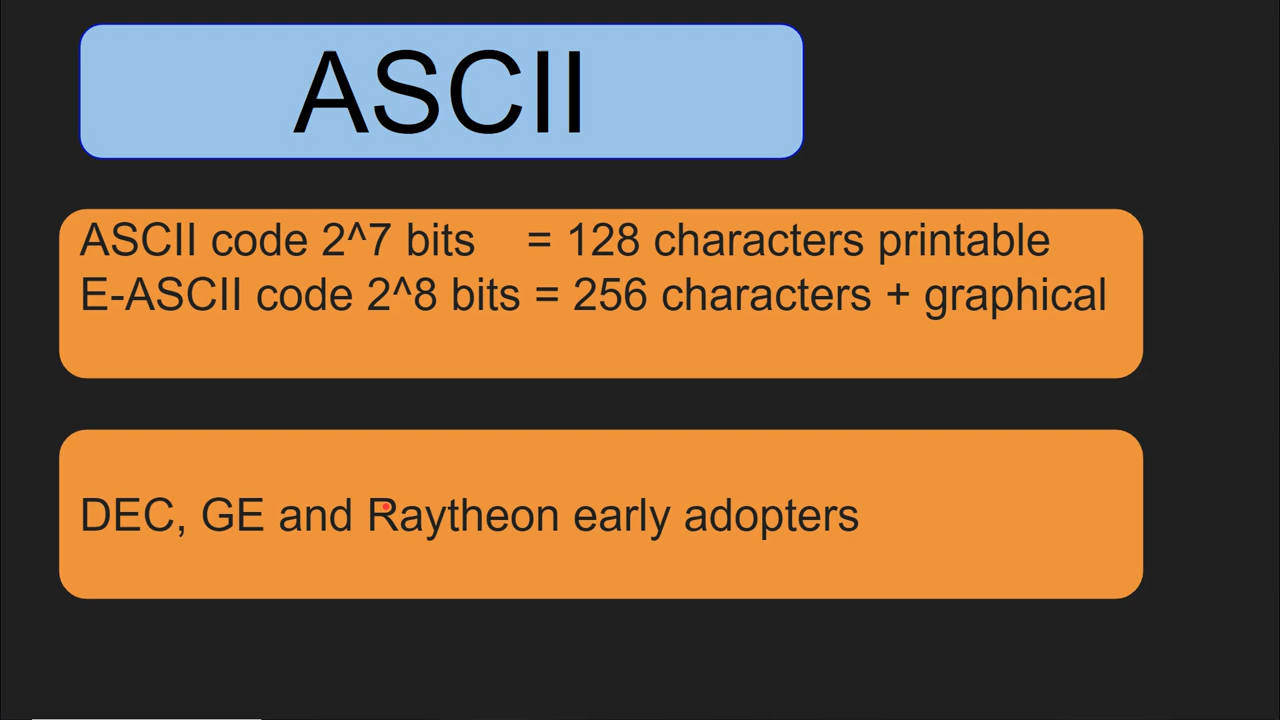 ASCII
ASCII code 2^7 bits = 128 characters printable
E-ASCII code 2^8 bits = 256 characters + graphical
DEC, GE and Raytheon early adopters